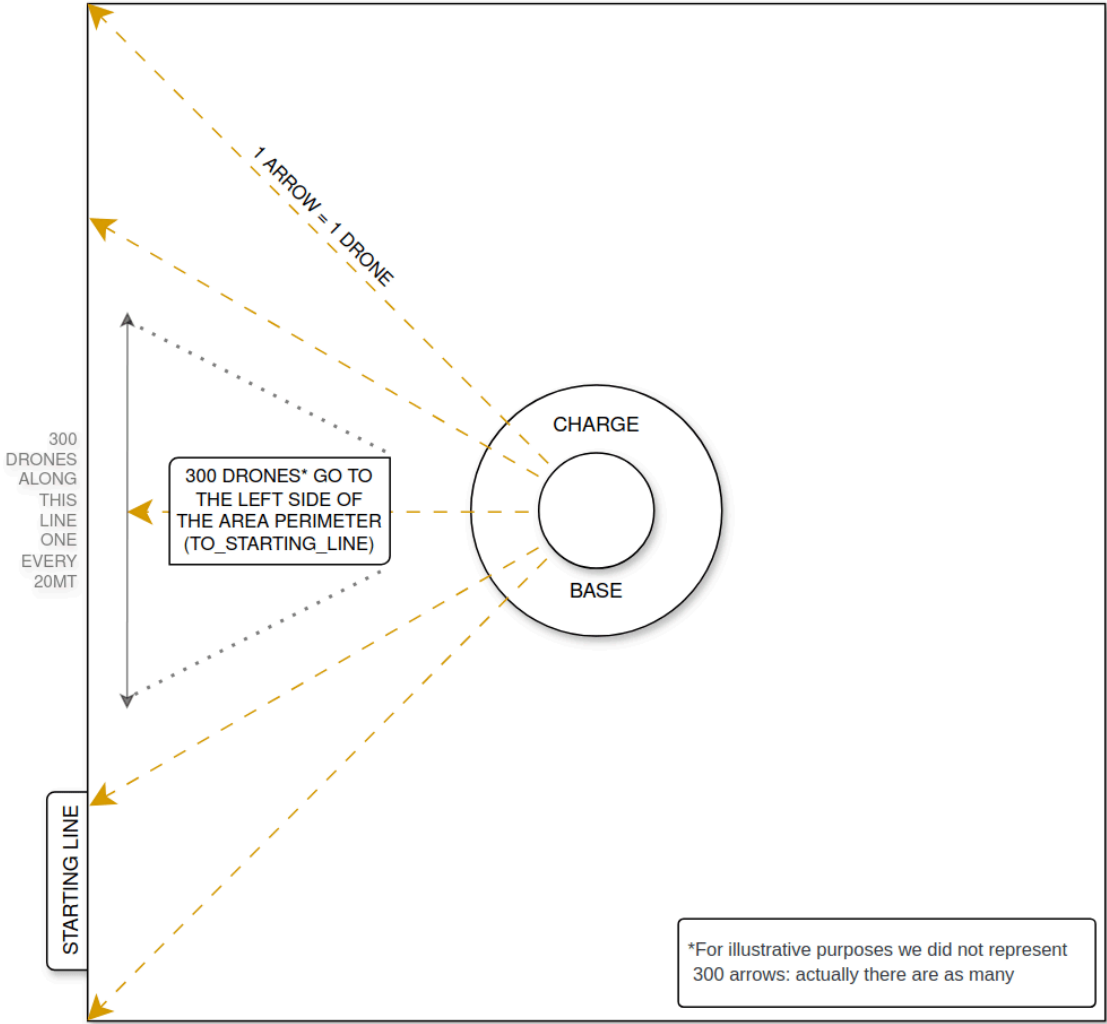 1 ARROW = 1 DRONE
CHARGE
BASE
300 DRONES* GO TO
THE LEFT SIDE OF
THE AREA PERIMETER
(TO_STARTING_LINE)
300
DRONES
ALONG
THIS
LINE
ONE
EVERY
20MT
STARTING LINE
*For illustrative purposes we did not represent
300 arrows: actually there are as many